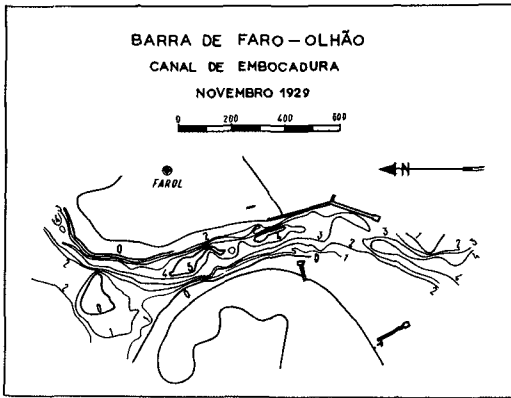 BARRA DE FARO – OLHÃO
CANAL DE EMBOCADURA
NOVEMBRO 1929
0 200 400 600
N
FAROL